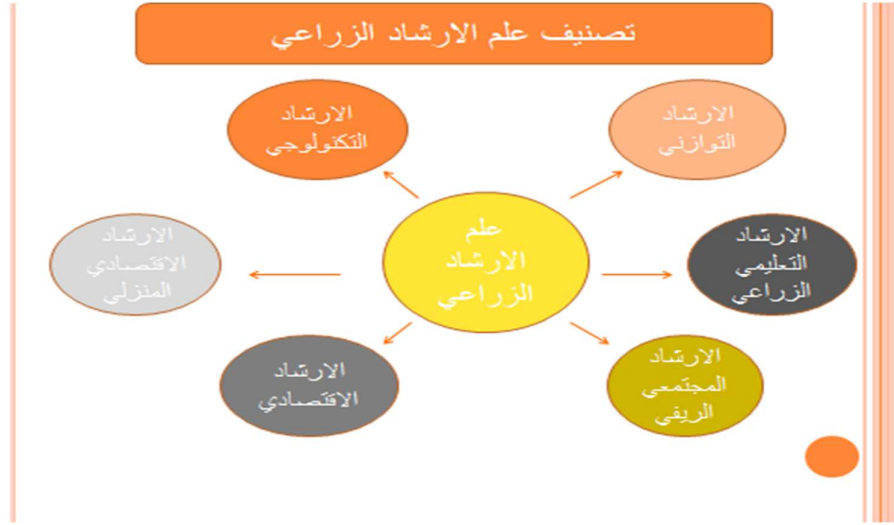 تصنيف علم الارشاد الزراعي
الارشاد
التوازني
الارشاد
التكنولوجي
علم
الارشاد
الزراعي
الارشاد
التعليمي
الزراعي
الارشاد
الاقتصادي
المنزلي
الارشاد
المجتمعي
الريفي
الارشاد
الاقتصادي